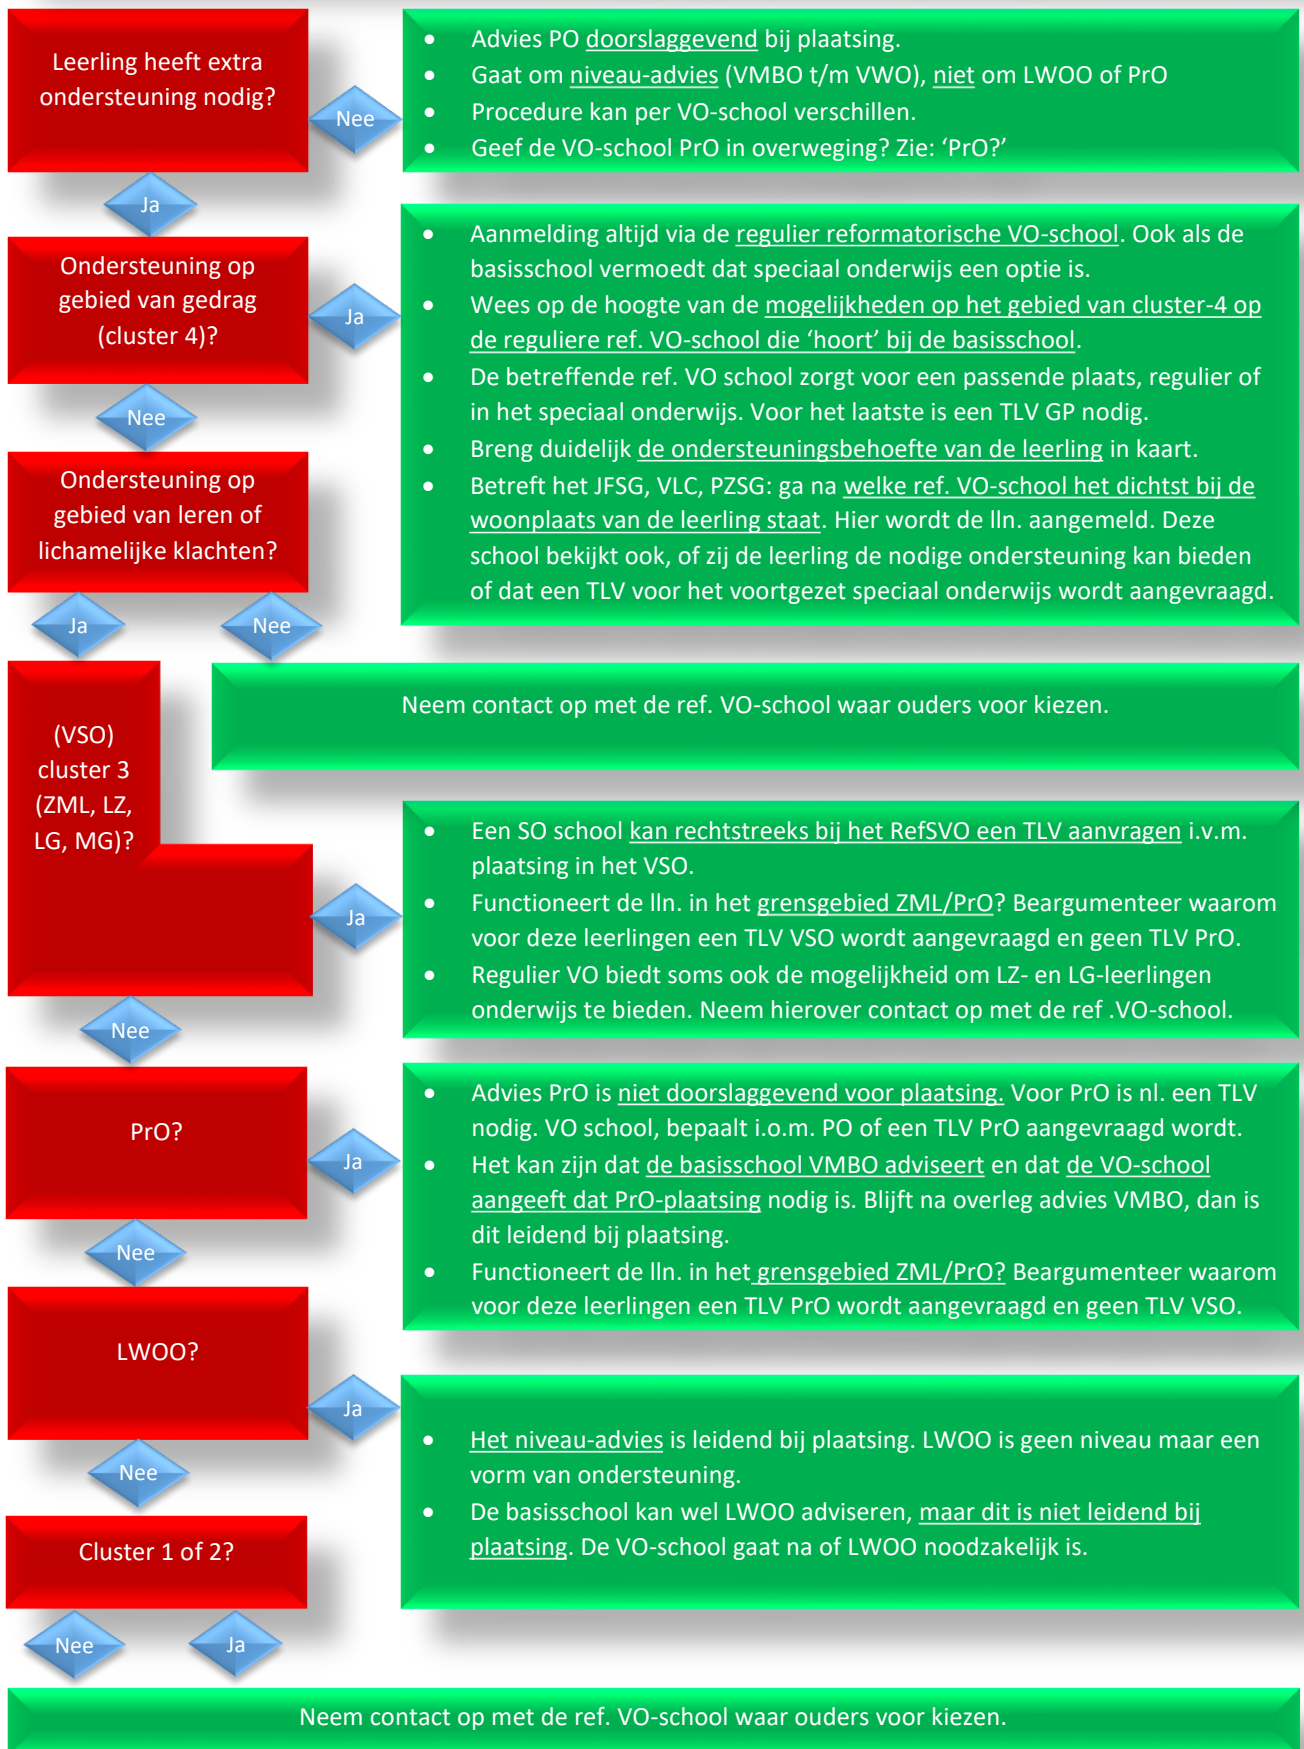 Leerling heeft extra
ondersteuning nodig?
Nee
• Advies PO doorslaggevend bij plaatsing.
• Gaat om niveau-advies (VMBO t/m VWO), niet om LWOO of PrO
• Procedure kan per VO-school verschillen.
• Geef de VO-school PrO in overweging? Zie: ‘PrO?’
Ja
Ondersteuning op
gebied van gedrag
(cluster 4)?
Ja
• Aanmelding altijd via de regulier reformatorische VO-school. Ook als de
basisschool vermoedt dat speciaal onderwijs een optie is.
• Wees op de hoogte van de mogelijkheden op het gebied van cluster-4 op
de reguliere ref. VO-school die ‘hoort’ bij de basisschool.
• De betreffende ref. VO school zorgt voor een passende plaats, regulier of
in het speciaal onderwijs. Voor het laatste is een TLV GP nodig.
• Breng duidelijk de ondersteuningsbehoefte van de leerling in kaart.
• Betreft het JFSG, VLC, PZSG: ga na welke ref. VO-school het dichtst bij de
woonplaats van de leerling staat. Hier wordt de lln. aangemeld. Deze
school bekijkt ook, of zij de leerling de nodige ondersteuning kan bieden
of dat een TLV voor het voortgezet speciaal onderwijs wordt aangevraagd.
Nee
Ondersteuning op
gebied van leren of
lichamelijke klachten?
Ja
Nee
Neem contact op met de ref. VO-school waar ouders voor kiezen.
(VSO)
cluster 3
(ZML, LZ,
LG, MG)?
Ja
• Een SO school kan rechtstreeks bij het RefSVO een TLV aanvragen i.v.m.
plaatsing in het VSO.
• Functioneert de lln. in het grensgebied ZML/PrO? Beargumenteer waarom
voor deze leerlingen een TLV VSO wordt aangevraagd en geen TLV PrO.
• Regulier VO biedt soms ook de mogelijkheid om LZ- en LG-leerlingen
onderwijs te bieden. Neem hierover contact op met de ref .VO-school.
Nee
PrO?
Ja
• Advies PrO is niet doorslaggevend voor plaatsing. Voor PrO is nl. een TLV
nodig. VO school, bepaalt i.o.m. PO of een TLV PrO aangevraagd wordt.
• Het kan zijn dat de basisschool VMBO adviseert en dat de VO-school
aangeeft dat PrO-plaatsing nodig is. Blijft na overleg advies VMBO, dan is
dit leidend bij plaatsing.
• Functioneert de lln. in het grensgebied ZML/PrO? Beargumenteer waarom
voor deze leerlingen een TLV PrO wordt aangevraagd en geen TLV VSO.
Nee
LWOO?
Ja
• Het niveau-advies is leidend bij plaatsing. LWOO is geen niveau maar een
vorm van ondersteuning.
• De basisschool kan wel LWOO adviseren, maar dit is niet leidend bij
plaatsing. De VO-school gaat na of LWOO noodzakelijk is.
Nee
Cluster 1 of 2?
Nee
Ja
Neem contact op met de ref. VO-school waar ouders voor kiezen.